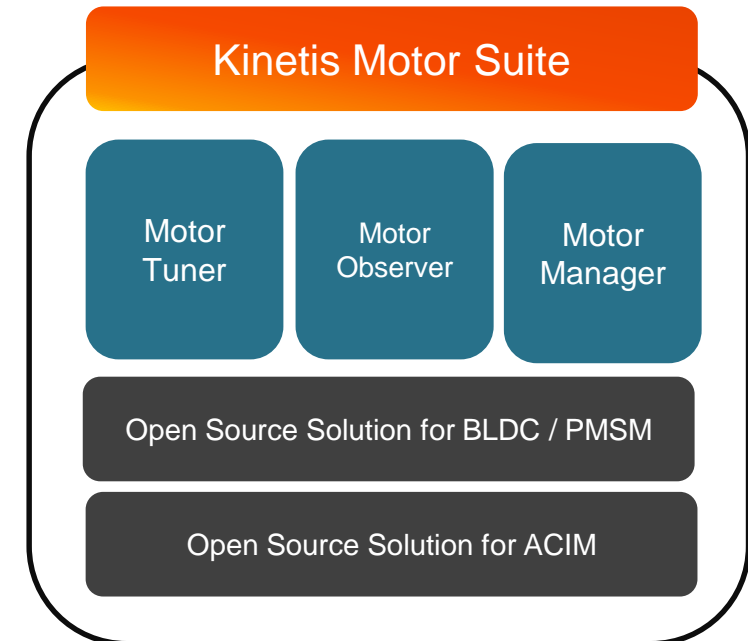 Kinetis Motor Suite
Motor
Tuner
Motor
Observer
Motor
Manager
Open Source Solution for BLDC / PMSM
Open Source Solution for ACIM